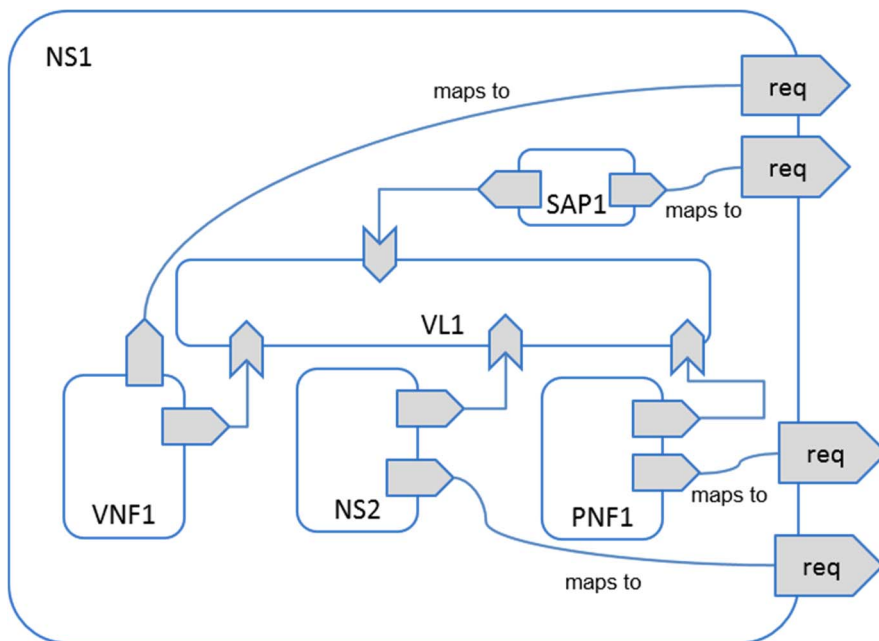 NS1
maps to
req
req
SAP1
maps to
VL1
VNF1
NS2
PNF1
req
maps to
req
maps to